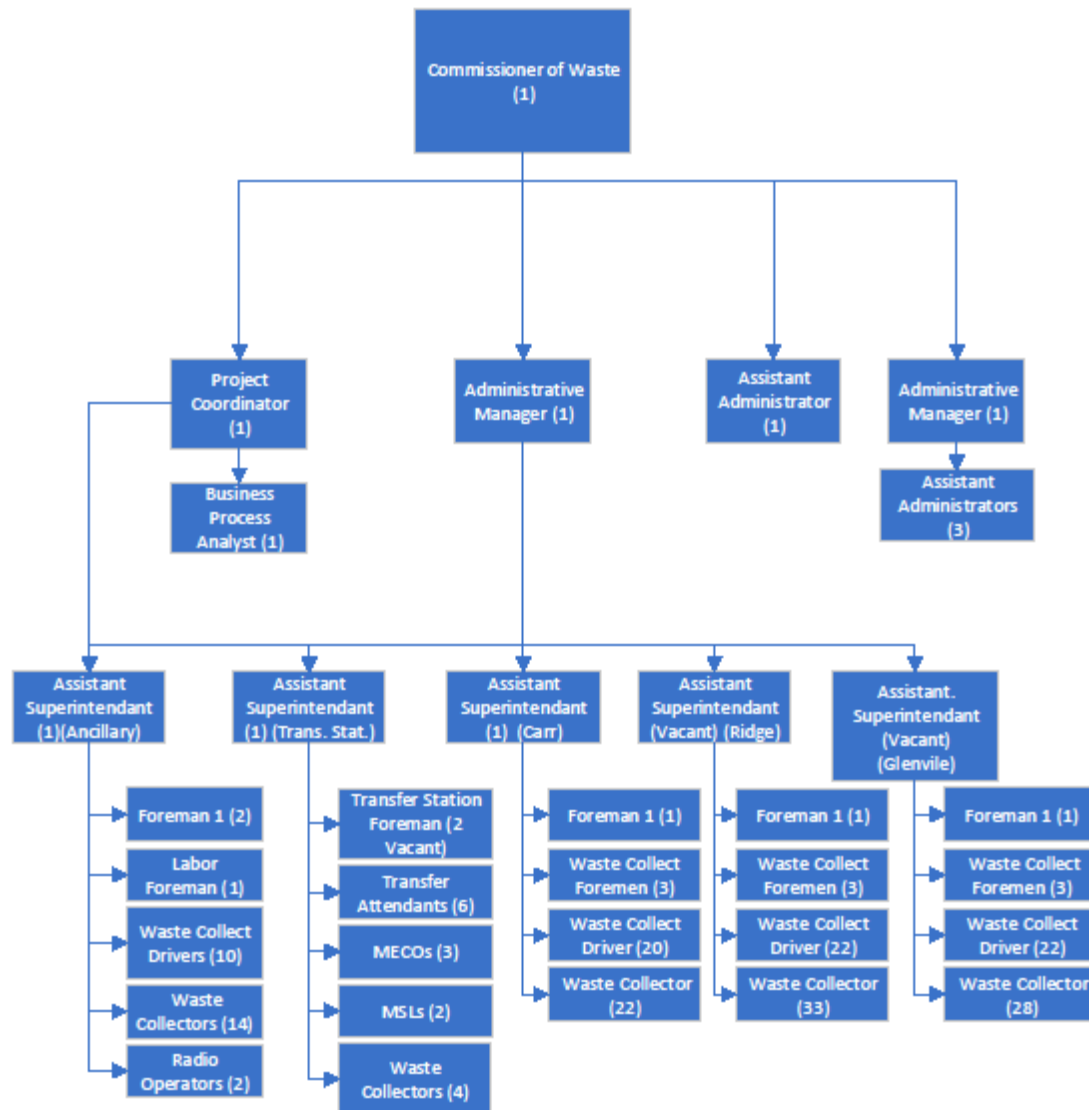 Commissioner of Waste
(1)
Project
Coordinator
(1)
Administrative
Manager (1)
Assistant
Administrator
(1)
Administrative
Manager (1)
Business
Process
Analyst (1)
Assistant
Administrators
(3)
Assistant
Superintendant
(1)(Ancillary)
Assistant
Superintendant
(1) (Trans. Stat.)
Assistant
Superintendant
(1) (Carr)
Assistant
Superintendant
(Vacant) (Ridge)
Assistant.
Superintendant
(Vacant)
(Glenvile)
Foreman 1 (2)
Labor
Foreman (1)
Waste Collect
Drivers (10)
Waste
Collectors (14)
Radio
Operators (2)
Transfer Station
Foreman (2
Vacant)
Transfer
Attendants (6)
MECOs (3)
MSLs (2)
Waste
Collectors (4)
Foreman 1 (1)
Waste Collect
Foremen (3)
Waste Collect
Driver (20)
Waste Collector
(22)
Foreman 1 (1)
Waste Collect
Foremen (3)
Waste Collect
Driver (22)
Waste Collector
(33)
Foreman 1 (1)
Waste Collect
Foremen (3)
Waste Collect
Driver (22)
Waste Collector
(28)